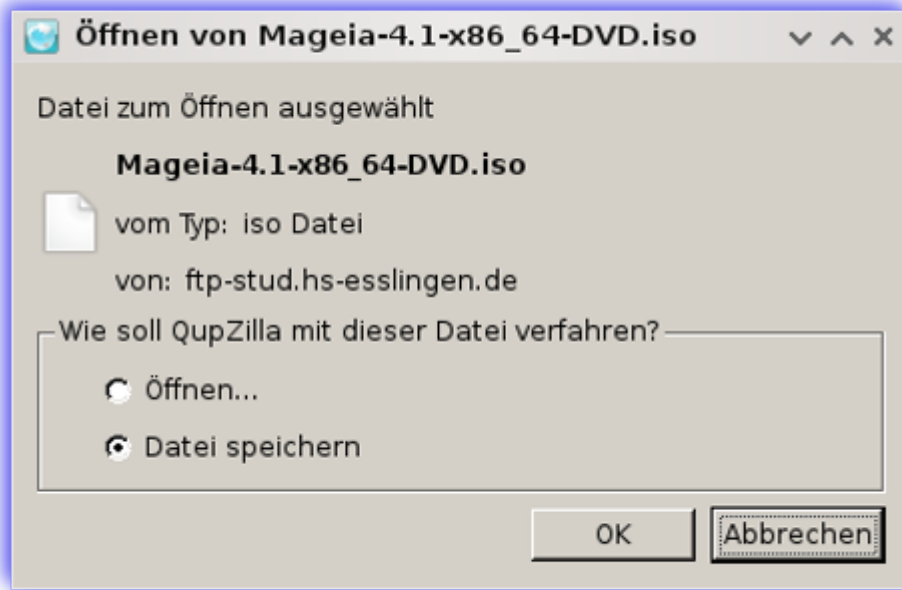 Öffnen von Mageia-4.1-x86_64-DVD.iso
Datei zum Öffnen ausgewählt
Mageia-4.1-x86_64-DVD.iso
vom Typ: iso Datei
von: ftp-stud.hs-esslingen.de
Wie soll QupZilla mit dieser Datei verfahren?
Öffnen...
Datei speichern
OK Abbrechen